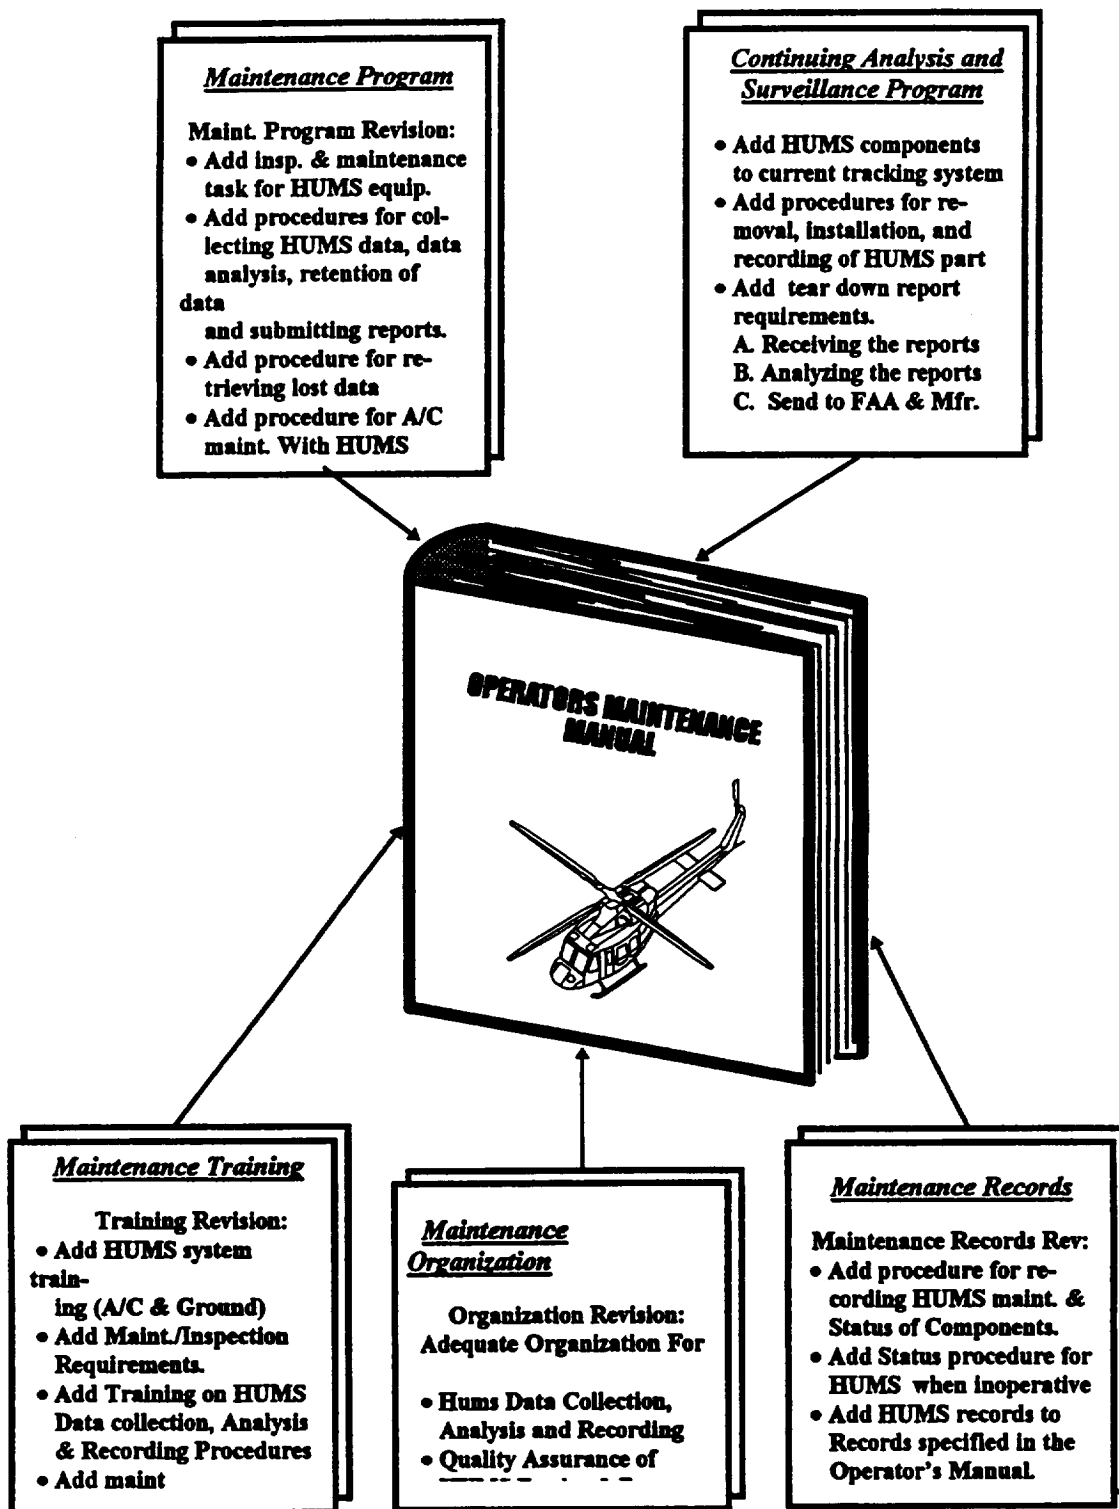 Maintenance Program
Maint. Program Revision:
• Add insp. & maintenance
task for HUMS equip.
• Add procedures for col-
lecting HUMS data, data
analysis, retention of
data
and submitting reports.
• Add procedure for re-
trieving lost data
• Add procedure for A/C
maint. With HUMS
Continuing Analysis and
Surveillance Program
• Add HUMS components
to current tracking system
• Add procedures for re-
moval, installation, and
recording of HUMS part
• Add tear down report
requirements.
A. Receiving the reports
B. Analyzing the reports
C. Send to FAA & Mfr.
OPERATORS MAINTENANCE
MANUAL
Maintenance Training
Training Revision:
• Add HUMS system
train-
ing (A/C & Ground)
• Add Maint./Inspection
Requirements.
• Add Training on HUMS
Data collection, Analysis
& Recording Procedures
• Add maint
Maintenance
Organization
Organization Revision:
Adequate Organization For
• Hums Data Collection,
Analysis and Recording
• Quality Assurance of
Maintenance Records
Maintenance Records Rev:
• Add procedure for re-
cording HUMS maint. &
Status of Components.
• Add Status procedure for
HUMS when inoperative
• Add HUMS records to
Records specified in the
Operator's Manual.